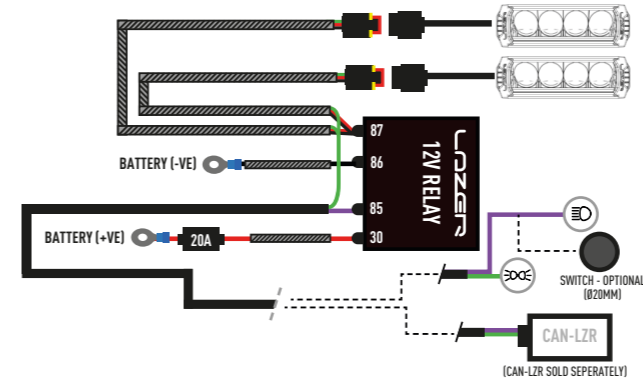 87
BATTERY (-VE)
86
85
BATTERY (+VE)
20A
30
LAZER
12V RELAY
SWITCH - OPTIONAL
(Ø20MM)
CAN-LZR
(CAN-LZR SOLD SEPERATELY)